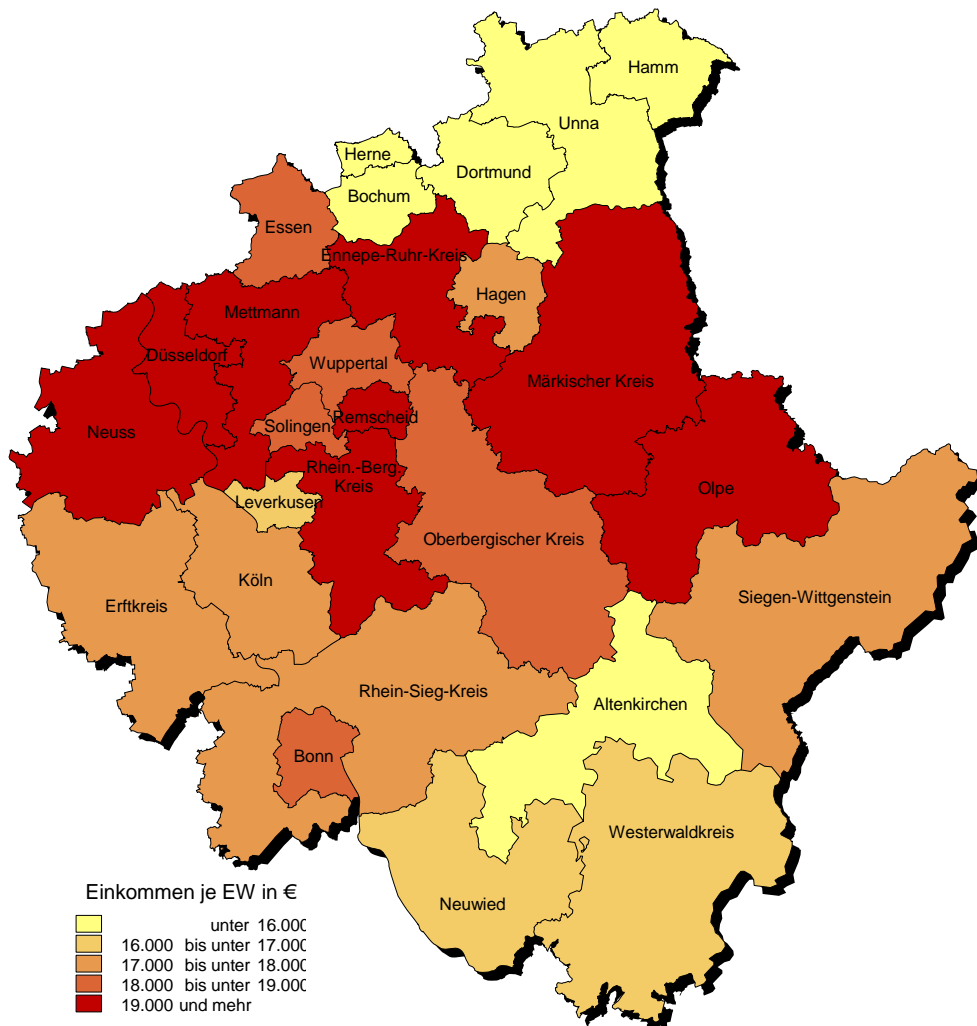 Hamm
Unna
Herne
Dortmund
Bochum
Essen
Ennepe-Ruhr-Kreis
Hagen
Mettmann
Düsseldorf
Wuppertal
Märkischer Kreis
Remscheid
Solingen
Neuss
Rhein.-Berg.
Kreis
Olpe
Leverkusen
Oberbergischer Kreis
Köln
Siegen-Wittgenstein
Erftkreis
Rhein-Sieg-Kreis
Altenkirchen
Bonn
Westerwaldkreis
Neuwied
Einkommen je EW in €
unter 16.000
16.000 bis unter 17.000
17.000 bis unter 18.000
18.000 bis unter 19.000
19.000 und mehr